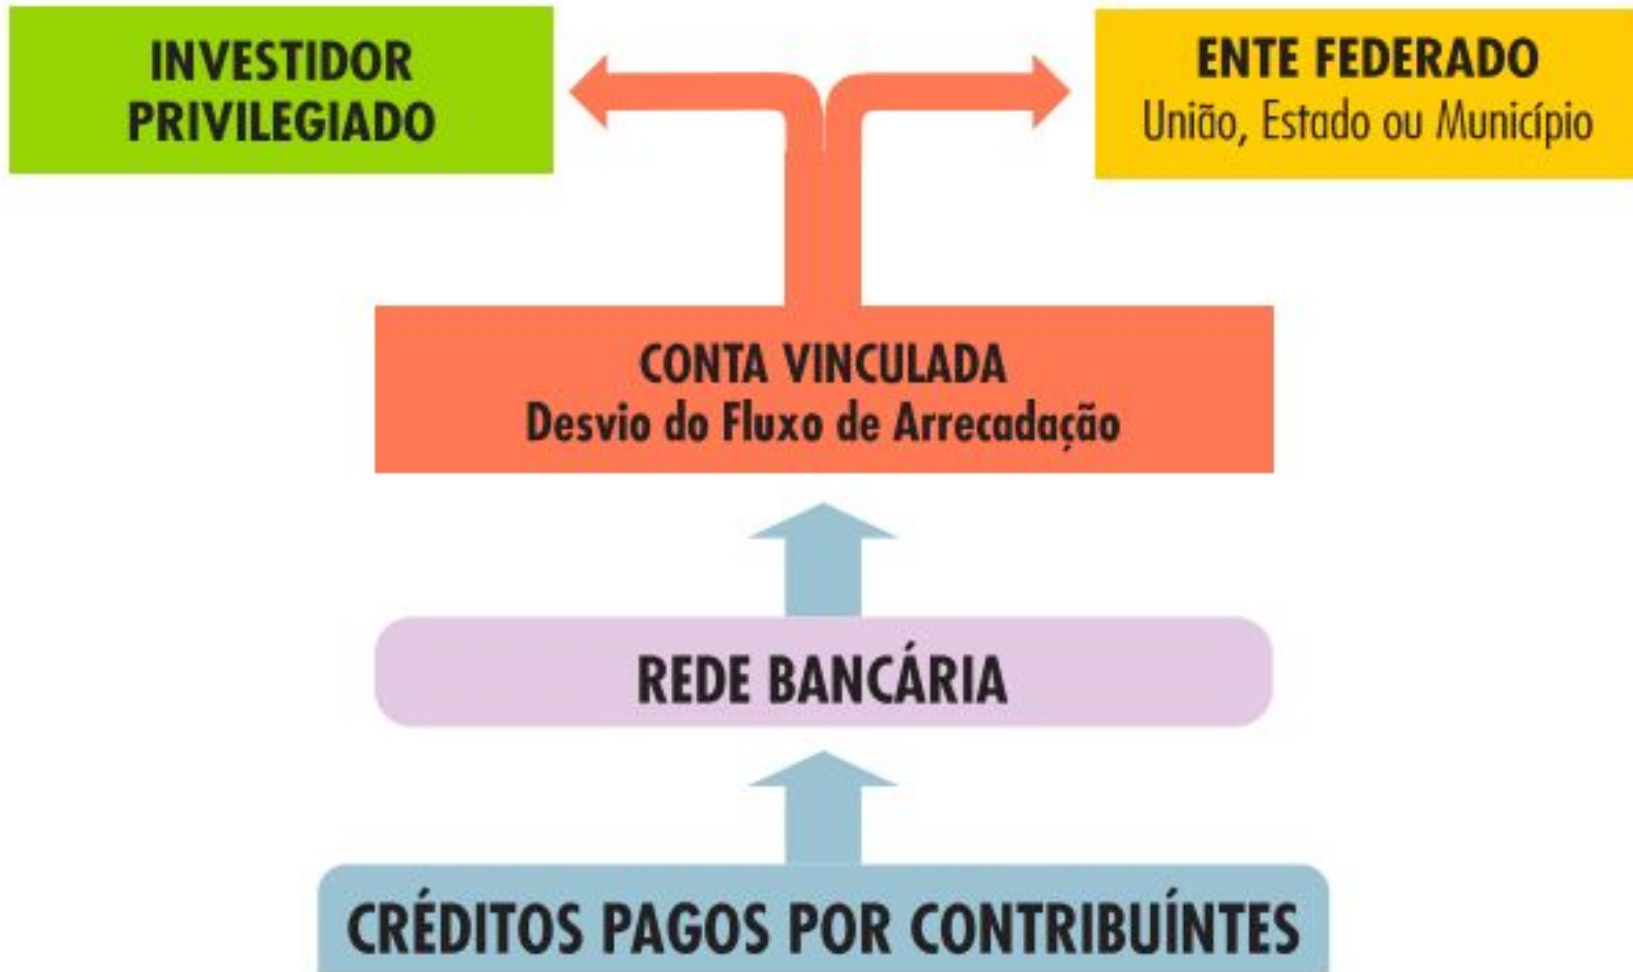 INVESTIDOR
PRIVILEGIADO
ENTE FEDERADO
União, Estado ou Município
CONTA VINCULADA
Desvio do Fluxo de Arrecadação
REDE BANCÁRIA
CRÉDITOS PAGOS POR CONTRIBUÍNTES